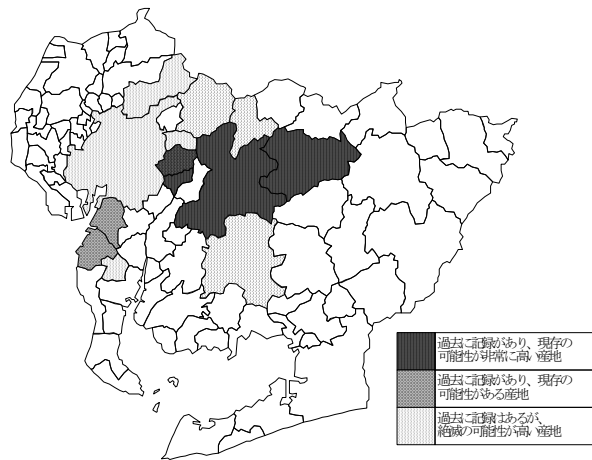 過去に記録があり、現存の
可能性が非常に高い産地
過去に記録があり、現存の
可能性がある産地
過去に記録はあるが、
絶滅の可能性が高い産地